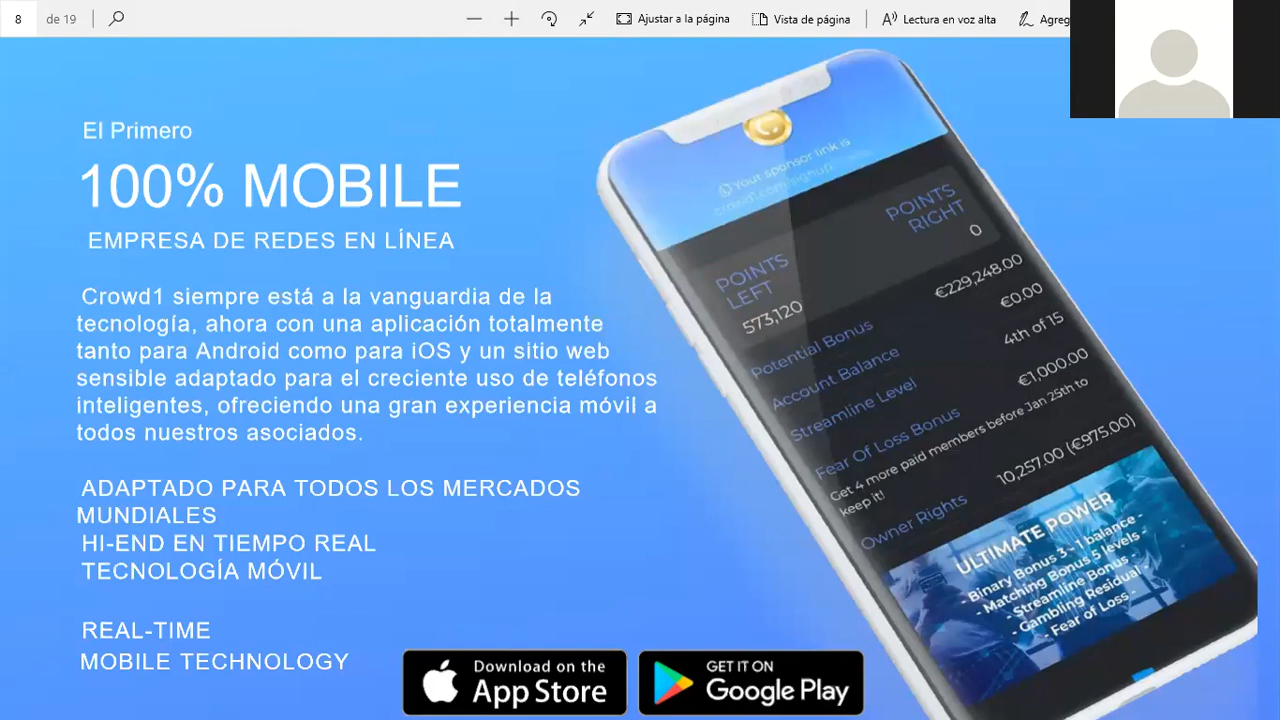 8 de 19 Ajustar a la página Vista de página Lectura en voz alta Agreg
El Primero
100% MOBILE
EMPRESA DE REDES EN LÍNEA
Crowd1 siempre está a la vanguardia de la
tecnología, ahora con una aplicación totalmente
tanto para Android como para iOS y un sitio web
sensible adaptado para el creciente uso de teléfonos
inteligentes, ofreciendo una gran experiencia móvil a
todos nuestros asociados.
ADAPTADO PARA TODOS LOS MERCADOS
MUNDIALES
HI-END EN TIEMPO REAL
TECNOLOGÍA MÓVIL
REAL-TIME
MOBILE TECHNOLOGY
Download on the
App Store
GET IT ON
Google Play
Your sponsor link is
crowd1.com/signup
POINTS
LEFT
573,120
POINTS
RIGHT
0
Potential Bonus €229,248.00
Account Balance €0.00
Streamline Level 4th of 15
Fear Of Loss Bonus €1,000.00
Get 4 more paid members before Jan 25th to
keep it!
Owner Rights 10,257.00 (€975.00)
ULTIMATE POWER
- Binary Bonus 3 - 1 balance -
- Matching Bonus 5 levels -
- Streamline Bonus -
- Gambling Residual -
- Fear of Loss -